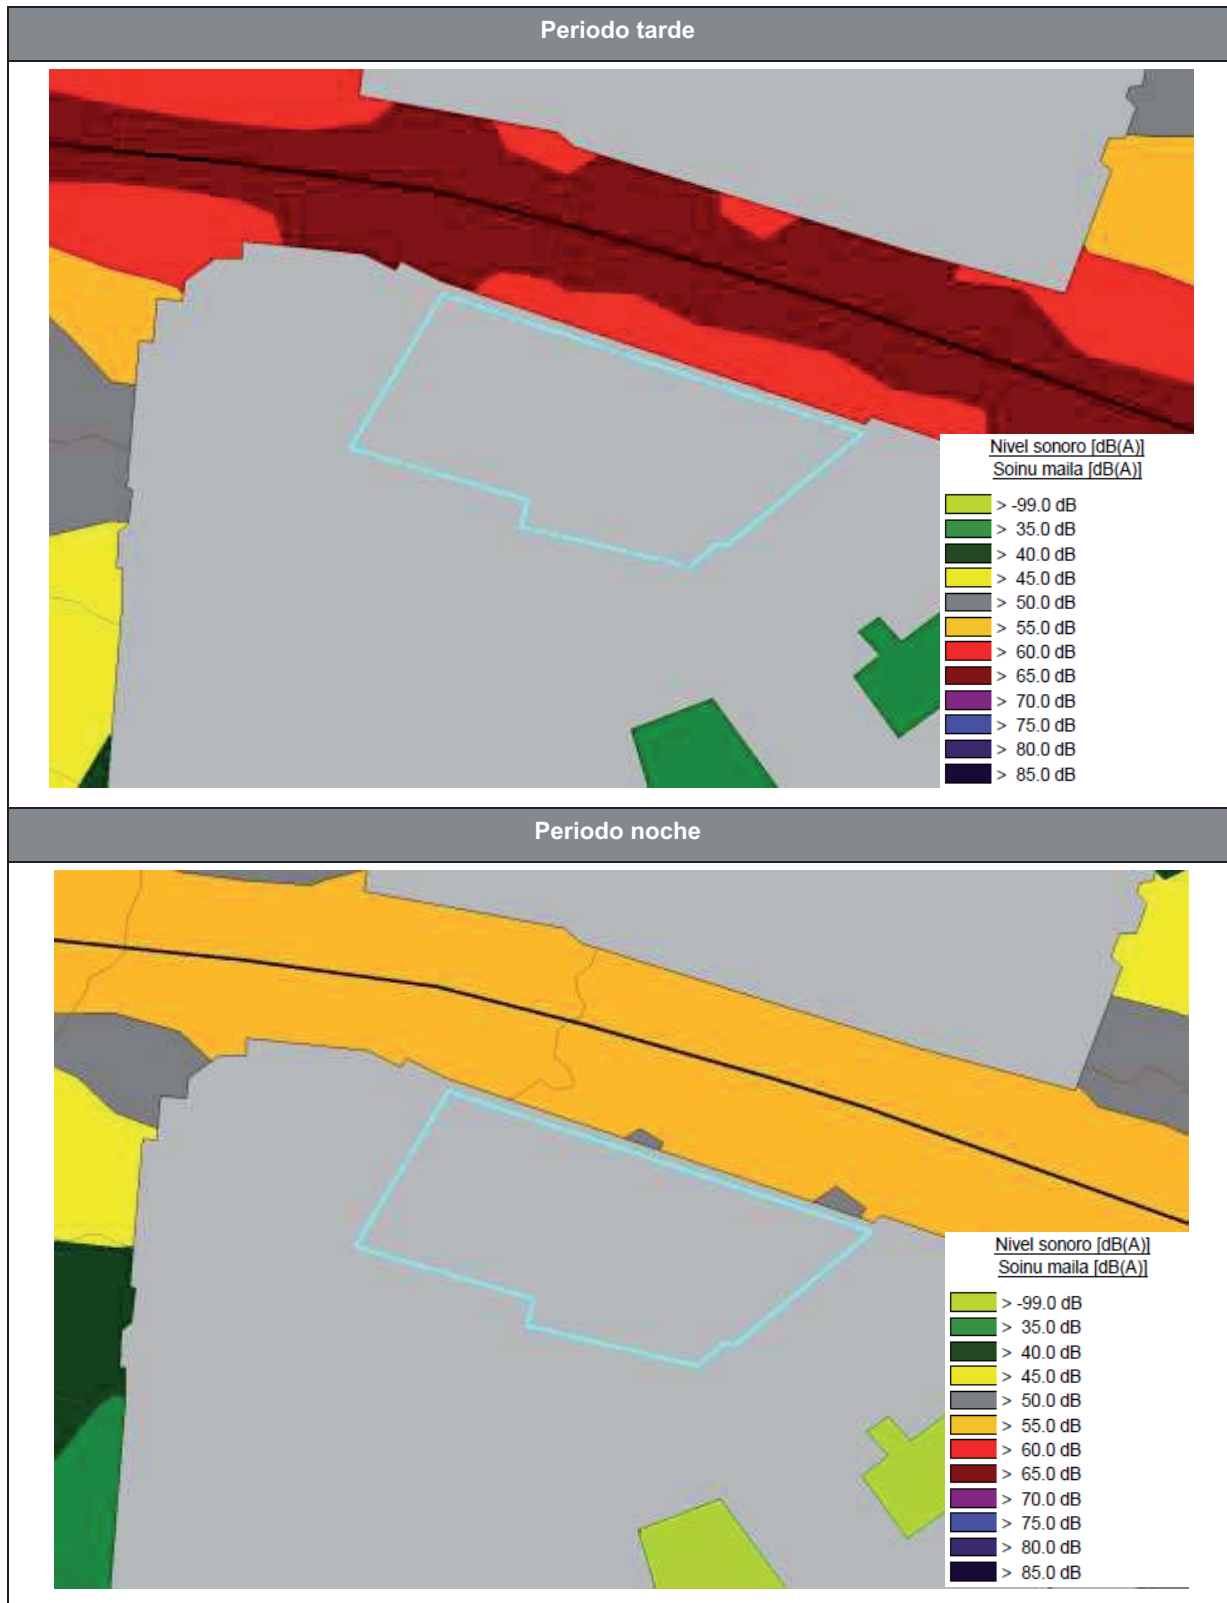 Periodo tarde
Nivel sonoro [dB(A)]
Soinu maila [dB(A)]
> -99.0 dB
> 35.0 dB
> 40.0 dB
> 45.0 dB
> 50.0 dB
> 55.0 dB
> 60.0 dB
> 65.0 dB
> 70.0 dB
> 75.0 dB
> 80.0 dB
> 85.0 dB
Periodo noche
Nivel sonoro [dB(A)]
Soinu maila [dB(A)]
> -99.0 dB
> 35.0 dB
> 40.0 dB
> 45.0 dB
> 50.0 dB
> 55.0 dB
> 60.0 dB
> 65.0 dB
> 70.0 dB
> 75.0 dB
> 80.0 dB
> 85.0 dB